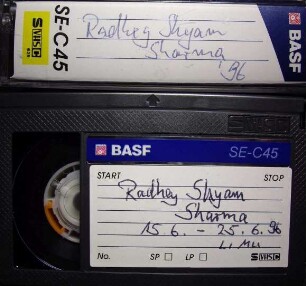 SE-C45
S VHS C
Radhey Shyam
Sharma
'96
BASF
BASF SE-C45
START STOP
Radhey Shyam
Sharma
15.6. – 25.6.96
No. SP LP S VHS C